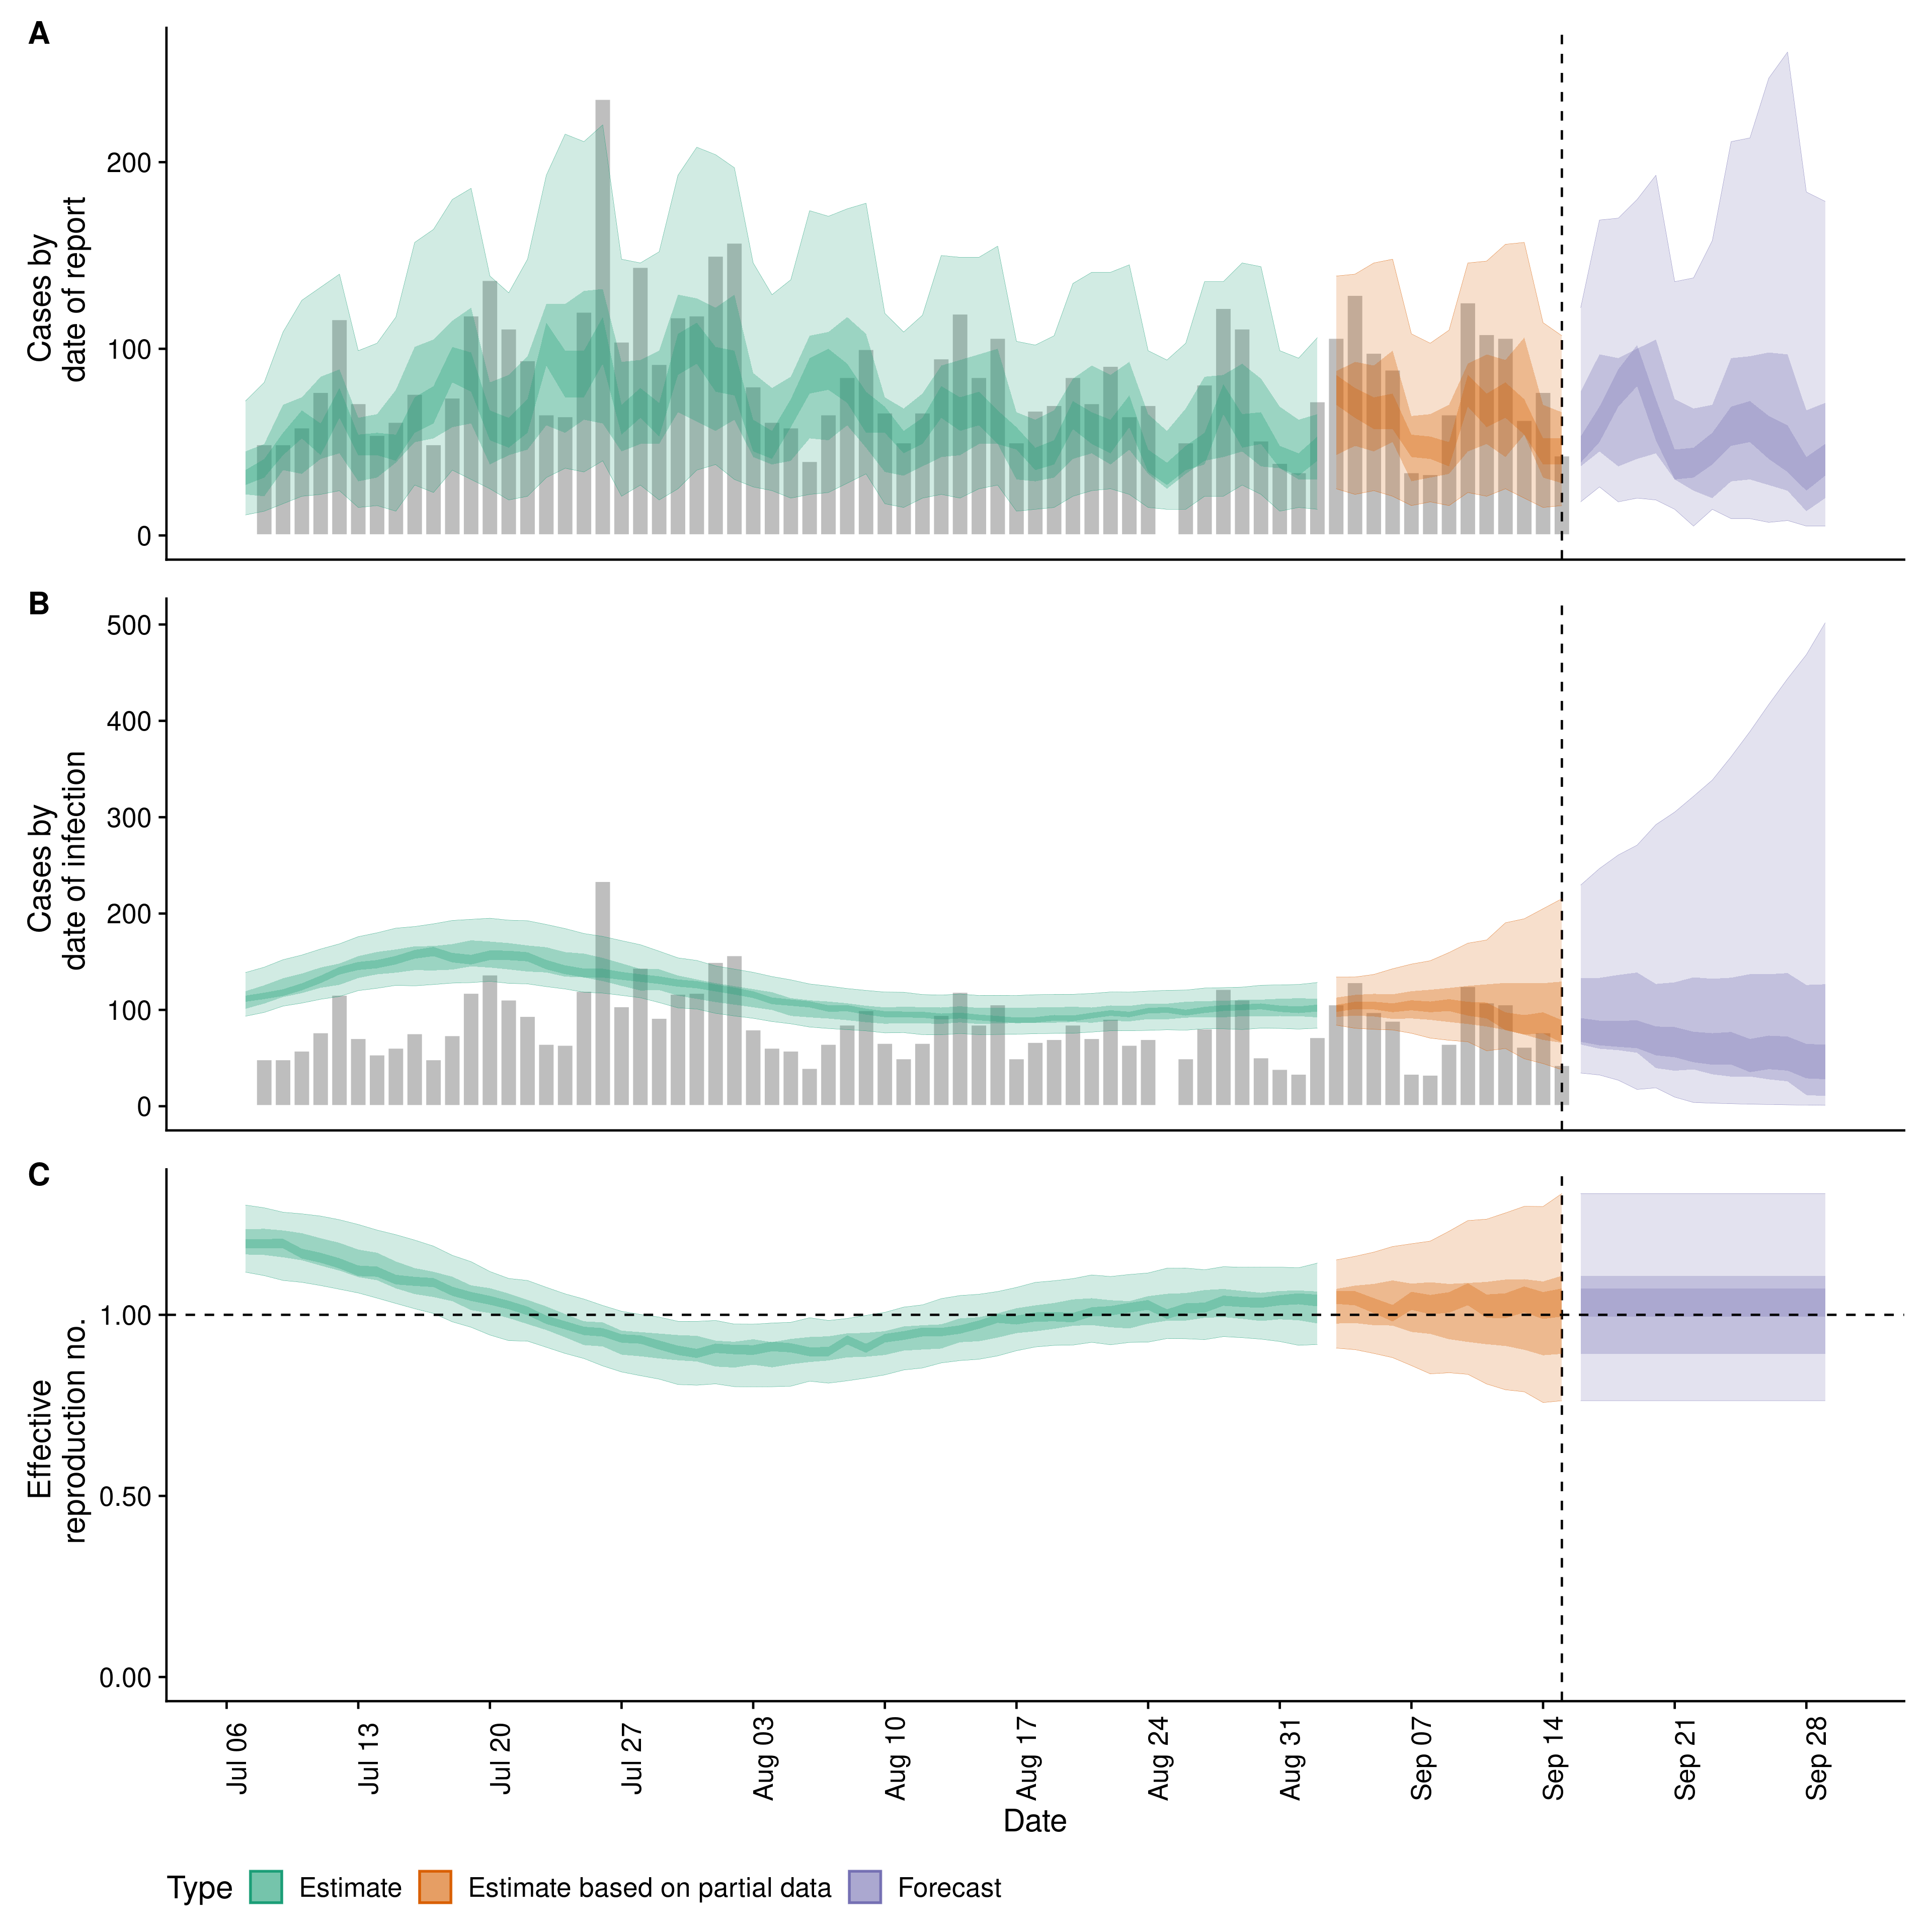 A
Cases by
date of report
200
100
0
B
Cases by
date of infection
500
400
300
200
100
0
C
Effective
reproduction no.
1.00
0.50
0.00
Jul 06
Jul 13
Jul 20
Jul 27
Aug 03
Aug 10
Aug 17
Aug 24
Aug 31
Sep 07
Sep 14
Sep 21
Sep 28
Date
Type Estimate Estimate based on partial data Forecast